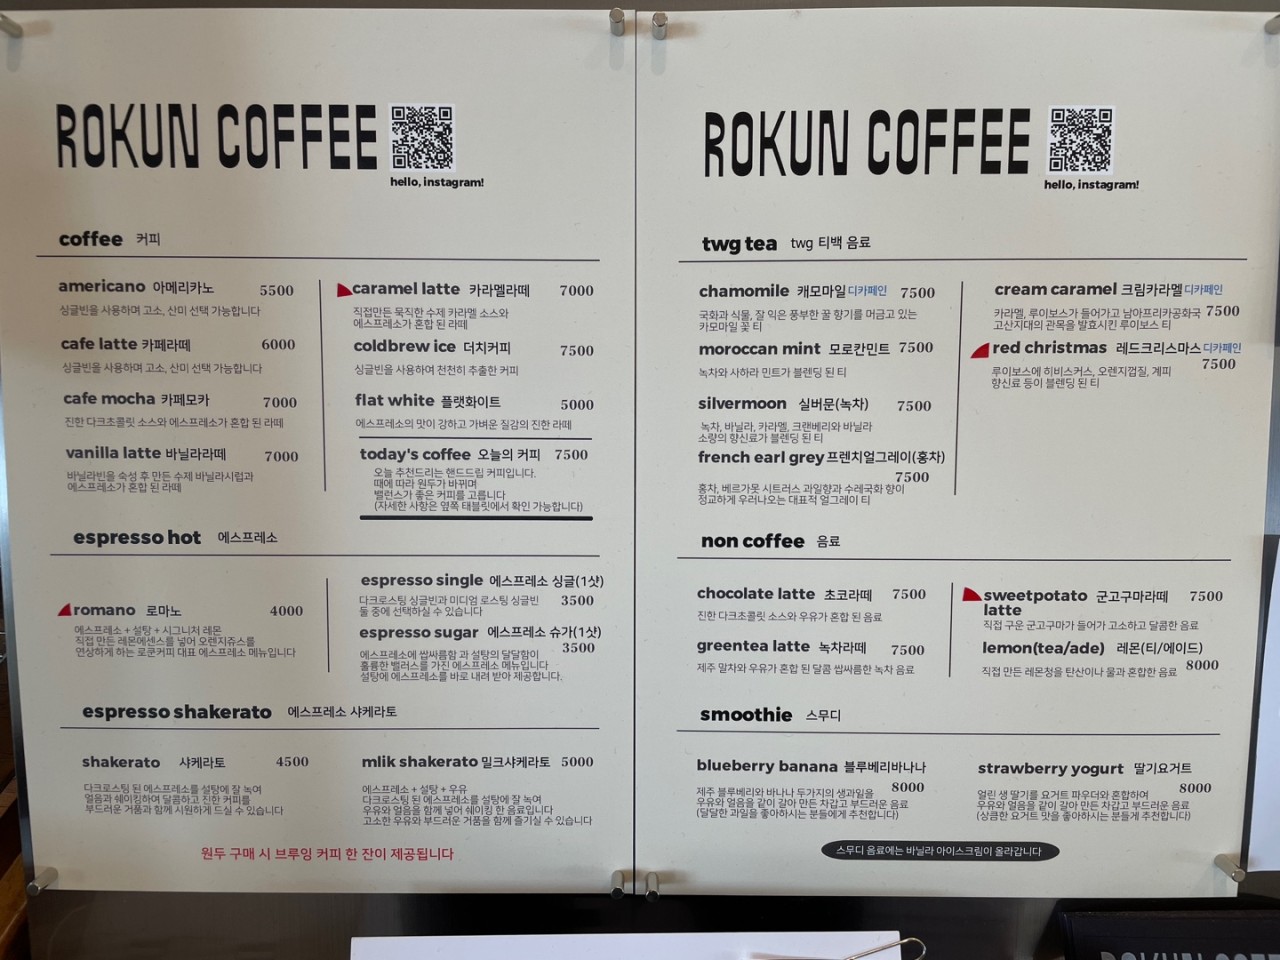 ROKUN COFFEE
hello, instagram!
coffee 커피
americano 아메리카노 5500
싱글빈을 사용하며 고소, 산미 선택 가능합니다
cafe latte 카페라떼 6000
싱글빈을 사용하며 고소, 산미 선택 가능합니다
cafe mocha 카페모카 7000
진한 다크초콜릿 소스와 에스프레소가 혼합 된 라떼
vanilla latte 바닐라라떼 7000
바닐라빈을 숙성 후 만든 수제 바닐라시럽과
에스프레소가 혼합 된 라떼
caramel latte 카라멜라떼 7000
직접만든 묵직한 수제 카라멜 소스와
에스프레소가 혼합 된 라떼
coldbrew ice 더치커피 7500
싱글빈을 사용하여 천천히 추출한 커피
flat white 플랫화이트 5000
에스프레소의 맛이 강하고 가벼운 질감의 진한 라떼
today's coffee 오늘의 커피 7500
오늘 추천드리는 핸드드립 커피입니다.
때에 따라 원두가 바뀌며
밸런스가 좋은 커피를 고릅니다
(자세한 사항은 옆쪽 태블릿에서 확인 가능합니다)
espresso hot 에스프레소
romano 로마노 4000
에스프레소 + 설탕 + 시그니처 레몬
직접 만든 레몬에센스를 넣어 오렌지쥬스를
연상하게 하는 로쿤커피 대표 에스프레소 메뉴입니다
espresso single 에스프레소 싱글(1샷)
다크로스팅 싱글빈과 미디엄 로스팅 싱글빈 3500
둘 중에 선택하실 수 있습니다
espresso sugar 에스프레소 슈가(1샷)
3500
에스프레소에 쌉싸름함 과 설탕의 달달함이
훌륭한 밸러스를 가진 에스프레소 메뉴입니다
설탕에 에스프레소를 바로 내려 받아 제공합니다.
espresso shakerato 에스프레소 샤케라토
shakerato 샤케라토 4500
다크로스팅 된 에스프레소를 설탕에 잘 녹여
얼음과 쉐이킹하여 달콤하고 진한 커피를
부드러운 거품과 함께 시원하게 드실 수 있습니다
mlik shakerato 밀크샤케라토 5000
에스프레소 + 설탕 + 우유
다크로스팅 된 에스프레소를 설탕에 잘 녹여
우유와 얼음을 함께 넣어 쉐이킹 한 음료입니다
고소한 우유와 부드러운 거품을 함께 즐기실 수 있습니다
원두 구매 시 브루잉 커피 한 잔이 제공됩니다
ROKUN COFFEE
hello, instagram!
twg tea twg 티백 음료
chamomile 캐모마일 디카페인 7500
국화과 식물, 잘 익은 풍부한 꿀 향기를 머금고 있는
카모마일 꽃 티
moroccan mint 모로칸민트 7500
녹차와 사하라 민트가 블렌딩 된 티
silvermoon 실버문(녹차) 7500
녹차, 바닐라, 카라멜, 크랜베리와 바닐라
소량의 향신료가 블렌딩 된 티
french earl grey 프렌치얼그레이(홍차)
7500
홍차, 베르가못 시트러스 과일향과 수레국화 향이
정교하게 우러나오는 대표적 얼그레이 티
cream caramel 크림카라멜 디카페인
카라멜, 루이보스가 들어가고 남아프리카공화국 7500
고산지대의 관목을 발효시킨 루이보스 티
red christmas 레드크리스마스 디카페인
7500
루이보스에 히비스커스, 오렌지껍질, 계피
향신료 등이 블렌딩 된 티
non coffee 음료
chocolate latte 초코라떼 7500
진한 다크초콜릿 소스와 우유가 혼합 된 음료
greentea latte 녹차라떼 7500
제주 말차와 우유가 혼합 된 달콤 쌉싸름한 녹차 음료
sweetpotato 군고구마라떼 7500
latte
직접 구운 군고구마가 들어가 고소하고 달콤한 음료
lemon(tea/ade) 레몬(티/에이드)
직접 만든 레몬청을 탄산이나 물과 혼합한 음료 8000
smoothie 스무디
blueberry banana 블루베리바나나
8000
제주 블루베리와 바나나 두가지의 생과일을
우유와 얼음을 같이 갈아 만든 차갑고 부드러운 음료
(달달한 과일을 좋아하시는 분들에게 추천합니다)
strawberry yogurt 딸기요거트
8000
얼린 생 딸기를 요거트 파우더와 혼합하여
우유와 얼음을 같이 갈아 만든 차갑고 부드러운 음료
(상큼한 요거트 맛을 좋아하시는 분들게 추천합니다)
스무디 음료에는 바닐라 아이스크림이 올라갑니다